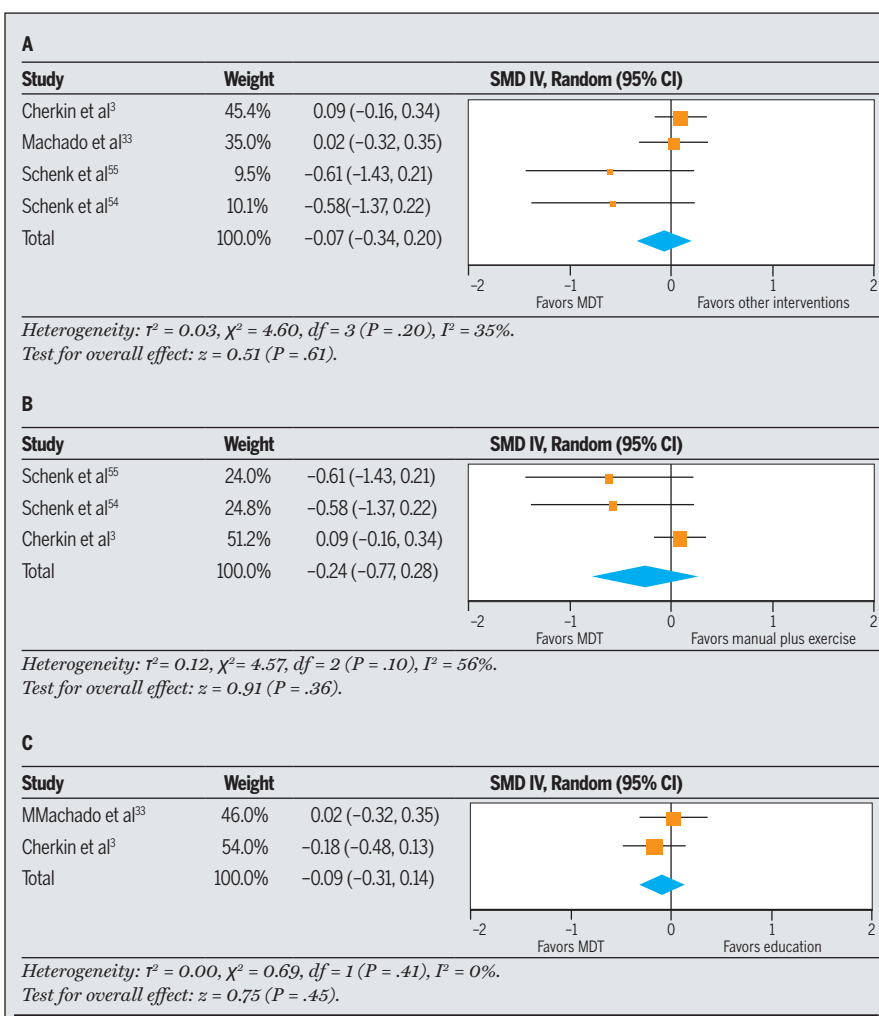 A
Study Weight SMD IV, Random (95% CI)
Cherkin et al³ 45.4% 0.09 (−0.16, 0.34)
Machado et al³³ 35.0% 0.02 (−0.32, 0.35)
Schenk et al⁵⁵ 9.5% −0.61 (−1.43, 0.21)
Schenk et al⁵⁴ 10.1% −0.58(−1.37, 0.22)
Total 100.0% −0.07 (−0.34, 0.20)
−2 −1 0 1 2
Favors MDT Favors other interventions
Heterogeneity: τ² = 0.03, χ² = 4.60, df = 3 (P = .20), I² = 35%.
Test for overall effect: z = 0.51 (P = .61).
B
Study Weight SMD IV, Random (95% CI)
Schenk et al⁵⁵ 24.0% −0.61 (−1.43, 0.21)
Schenk et al⁵⁴ 24.8% −0.58 (−1.37, 0.22)
Cherkin et al³ 51.2% 0.09 (−0.16, 0.34)
Total 100.0% −0.24 (−0.77, 0.28)
−2 −1 0 1 2
Favors MDT Favors manual plus exercise
Heterogeneity: τ²= 0.12, χ²= 4.57, df = 2 (P = .10), I² = 56%.
Test for overall effect: z = 0.91 (P = .36).
C
Study Weight SMD IV, Random (95% CI)
MMachado et al³³ 46.0% 0.02 (−0.32, 0.35)
Cherkin et al³ 54.0% −0.18 (−0.48, 0.13)
Total 100.0% −0.09 (−0.31, 0.14)
−2 −1 0 1 2
Favors MDT Favors education
Heterogeneity: τ² = 0.00, χ² = 0.69, df = 1 (P = .41), I² = 0%.
Test for overall effect: z = 0.75 (P = .45).